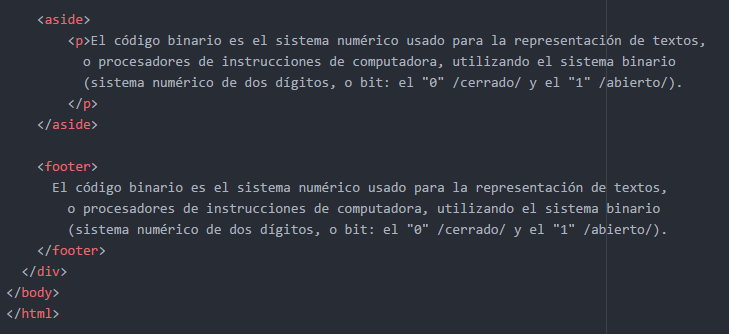 <aside>
<p>El código binario es el sistema numérico usado para la representación de textos,
o procesadores de instrucciones de computadora, utilizando el sistema binario
(sistema numérico de dos dígitos, o bit: el "0" /cerrado/ y el "1" /abierto/).
</p>
</aside>
<footer>
El código binario es el sistema numérico usado para la representación de textos,
o procesadores de instrucciones de computadora, utilizando el sistema binario
(sistema numérico de dos dígitos, o bit: el "0" /cerrado/ y el "1" /abierto/).
</footer>
</div>
</body>
</html>